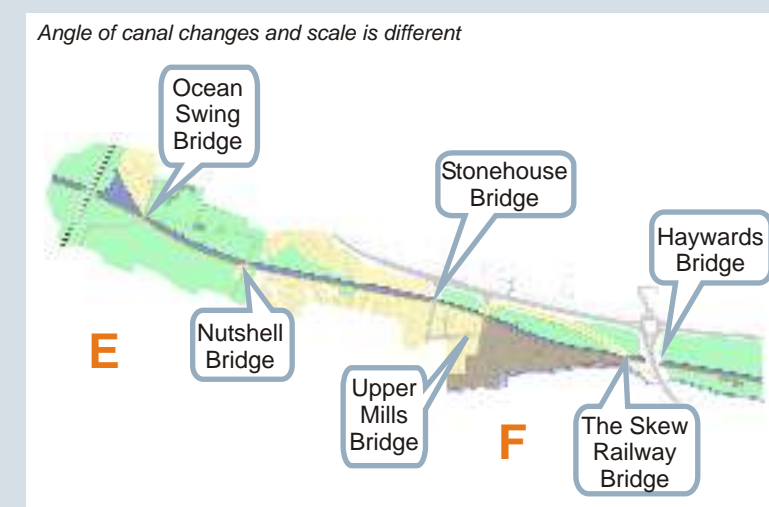 Angle of canal changes and scale is different
Ocean
Swing
Bridge
Stonehouse
Bridge
Haywards
Bridge
Nutshell
Bridge
E
Upper
Mills
Bridge
F
The Skew
Railway
Bridge